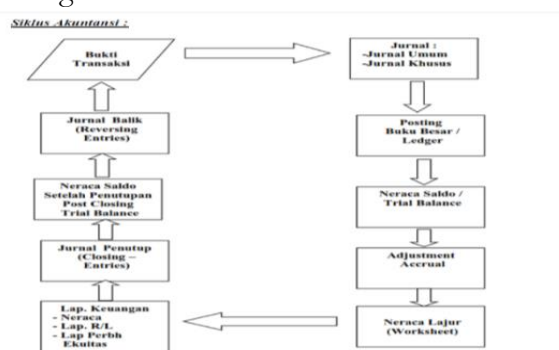 Siklus Akuntansi :
Bukti
Transaksi
Jurnal :
-Jurnal Umum
-Jurnal Khusus
Jurnal Balik
(Reversing
Entries)
Posting
Buku Besar /
Ledger
Neraca Saldo
Setelah Penutupan
Post Closing
Trial Balance
Neraca Saldo /
Trial Balance
Jurnal Penutup
(Closing –
Entries)
Adjustment
Accrual
Lap. Keuangan
- Neraca
- Lap. R/L
- Lap Perbh
Ekuitas
Neraca Lajur
(Worksheet)